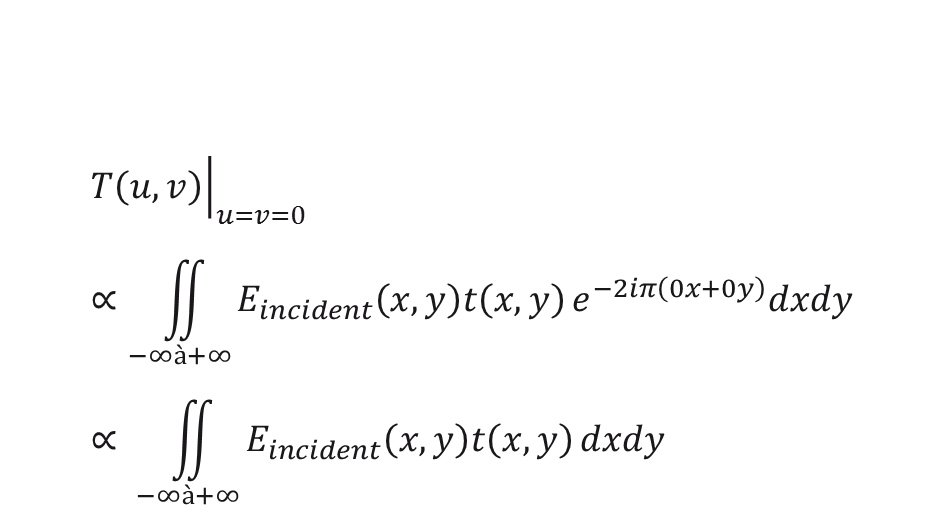 T(u, v)|u=v=0
∝ ∬−∞à+∞ Eincident(x, y)t(x, y) e−2iπ(0x+0y)dxdy
∝ ∬−∞à+∞ Eincident(x, y)t(x, y) dxdy